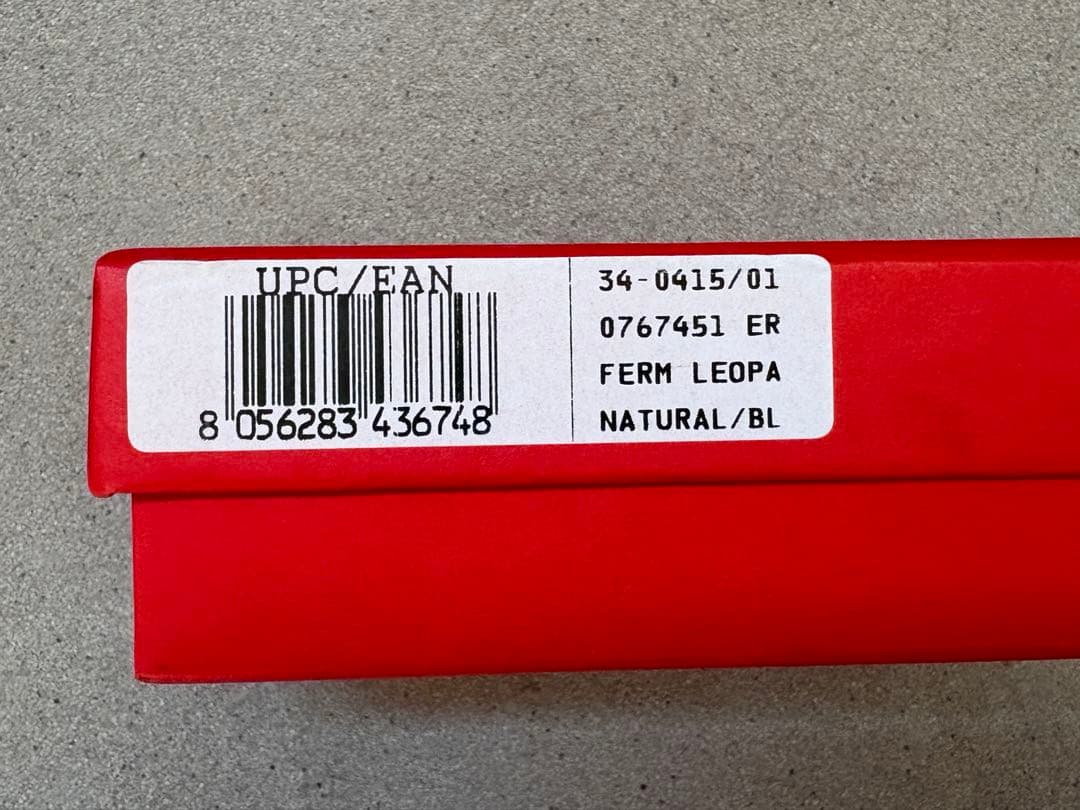 UPC/EAN
8 056283 436748
34-0415/01
0767451 ER
FERM LEOPA
NATURAL/BL